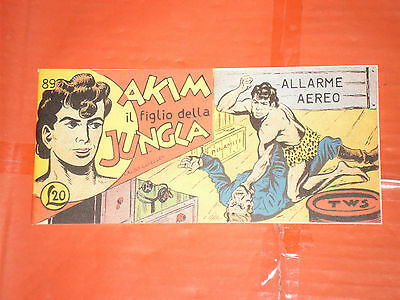 89
AKIM
il figlio della
JUNGLA
£20
ALLARME
AEREO
DINAMITE
TWS